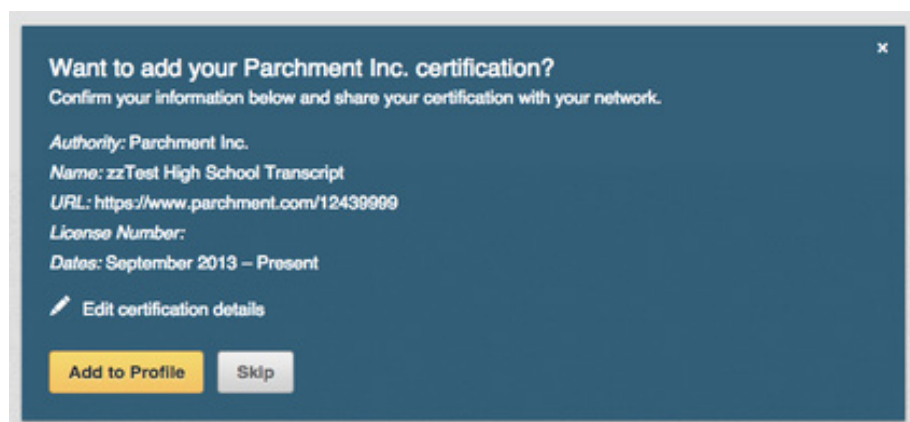 Want to add your Parchment Inc. certification?
×
Confirm your information below and share your certification with your network.
Authority: Parchment Inc.
Name: zzTest High School Transcript
URL: https://www.parchment.com/12439999
License Number:
Dates: September 2013 – Present
Edit certification details
Add to Profile
Skip